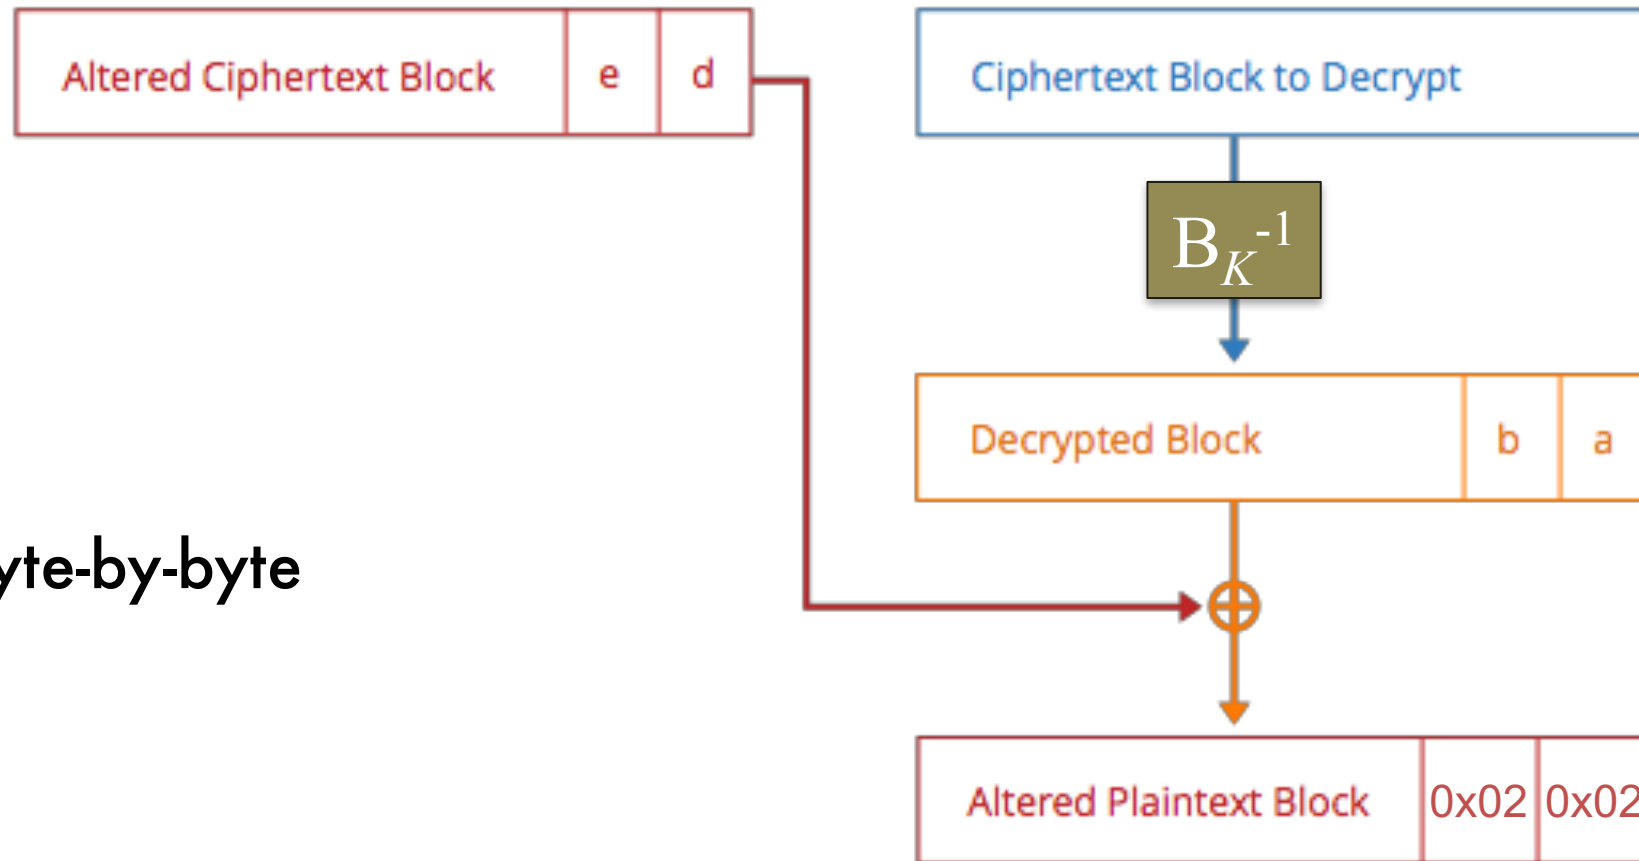 Altered Ciphertext Block e d
Ciphertext Block to Decrypt
B_K^-1
Decrypted Block b a
yte-by-byte
Altered Plaintext Block 0x02 0x02